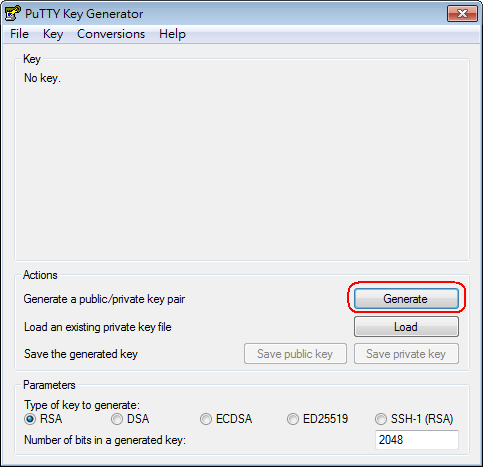 PuTTY Key Generator
File Key Conversions Help
Key
No key.
Actions
Generate a public/private key pair Generate
Load an existing private key file Load
Save the generated key Save public key Save private key
Parameters
Type of key to generate:
RSA DSA ECDSA ED25519 SSH-1 (RSA)
Number of bits in a generated key: 2048